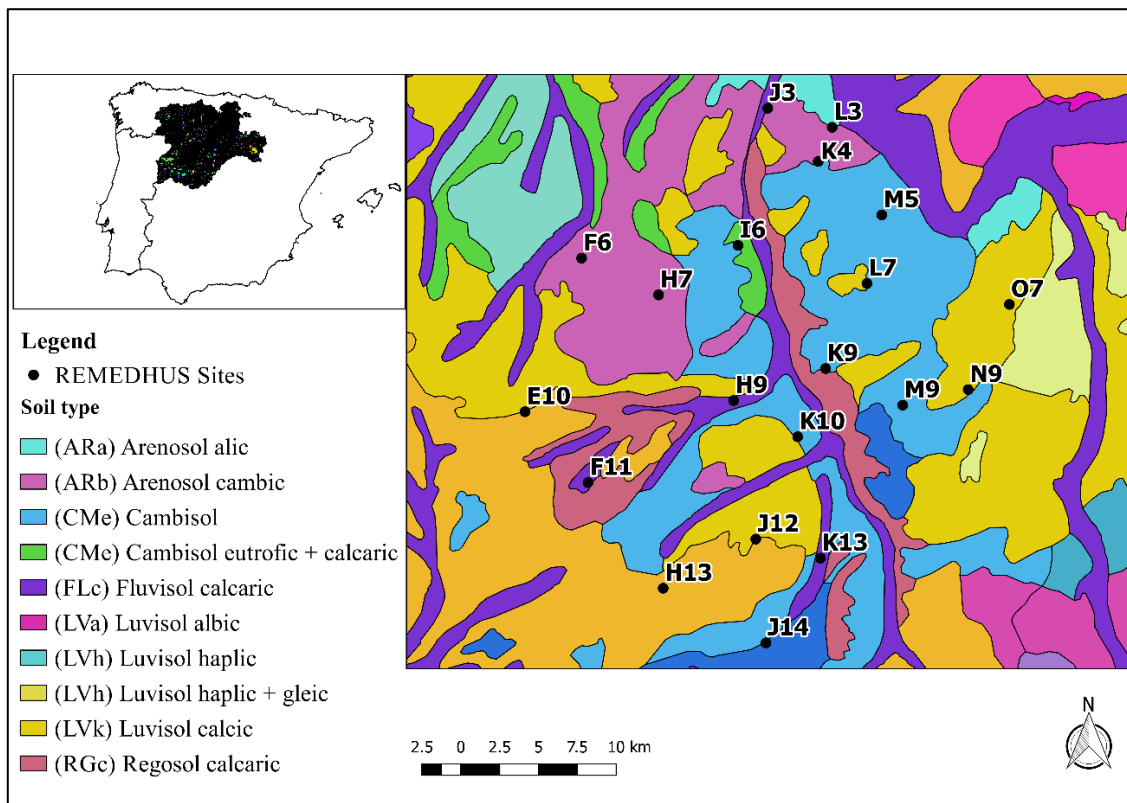 Legend
REMEDHUS Sites
Soil type
(ARa) Arenosol alic
(ARb) Arenosol cambic
(CMe) Cambisol
(CMe) Cambisol eutrofic + calcaric
(FLc) Fluvisol calcaric
(LVa) Luvisol albic
(LVh) Luvisol haplic
(LVh) Luvisol haplic + gleic
(LVk) Luvisol calcic
(RGc) Regosol calcaric
J3
L3
K4
M5
F6
I6
H7
L7
O7
K9
E10
H9
M9
N9
K10
F11
J12
K13
H13
J14
2.5 0 2.5 5 7.5 10 km
N